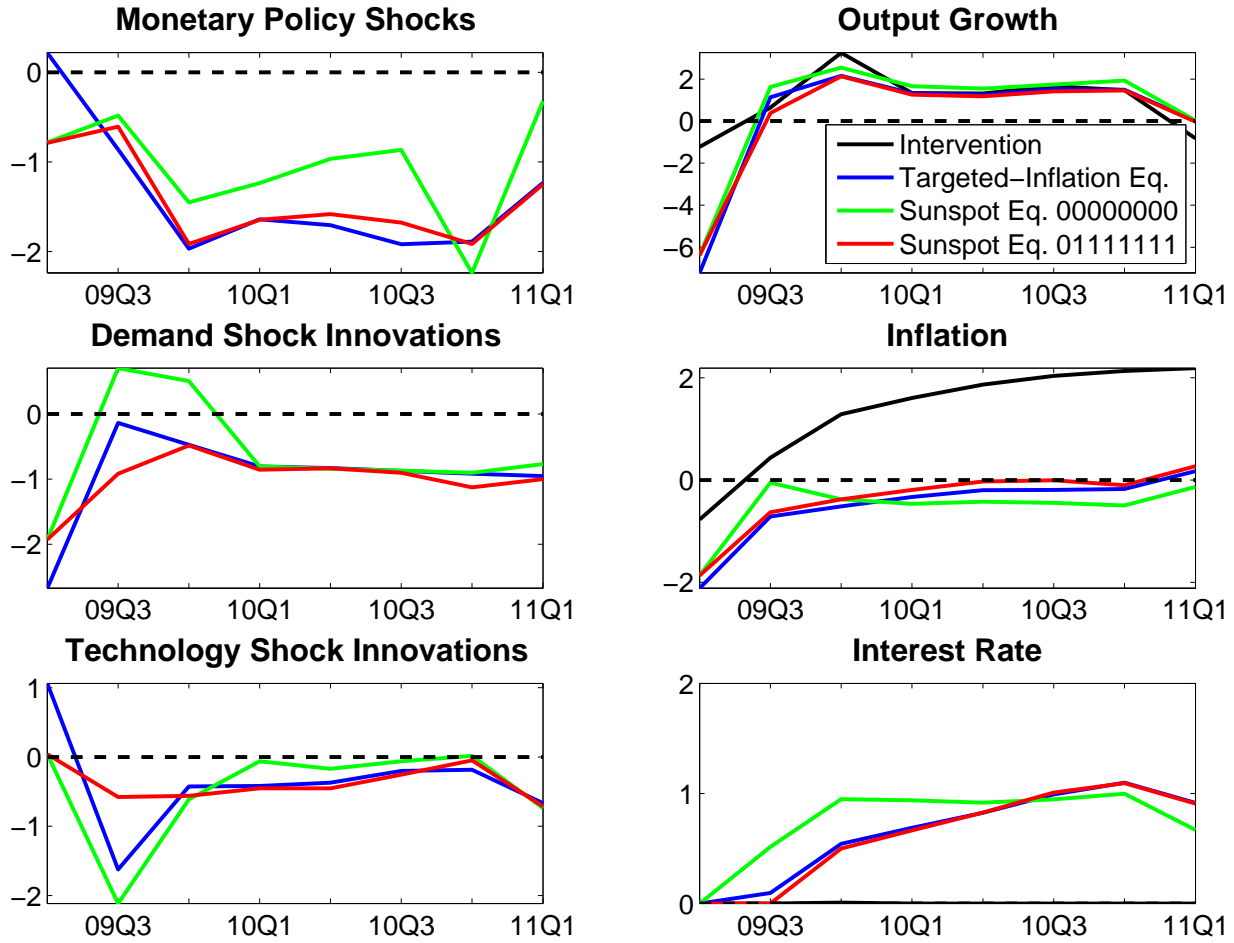 Monetary Policy Shocks
0
−1
−2
09Q3 10Q1 10Q3 11Q1
Output Growth
2
0
−2
−4
−6
Intervention
Targeted−Inflation Eq.
Sunspot Eq. 00000000
Sunspot Eq. 01111111
09Q3 10Q1 10Q3 11Q1
Demand Shock Innovations
0
−1
−2
09Q3 10Q1 10Q3 11Q1
Inflation
2
0
−2
09Q3 10Q1 10Q3 11Q1
Technology Shock Innovations
1
0
−1
−2
09Q3 10Q1 10Q3 11Q1
Interest Rate
2
1
0
09Q3 10Q1 10Q3 11Q1